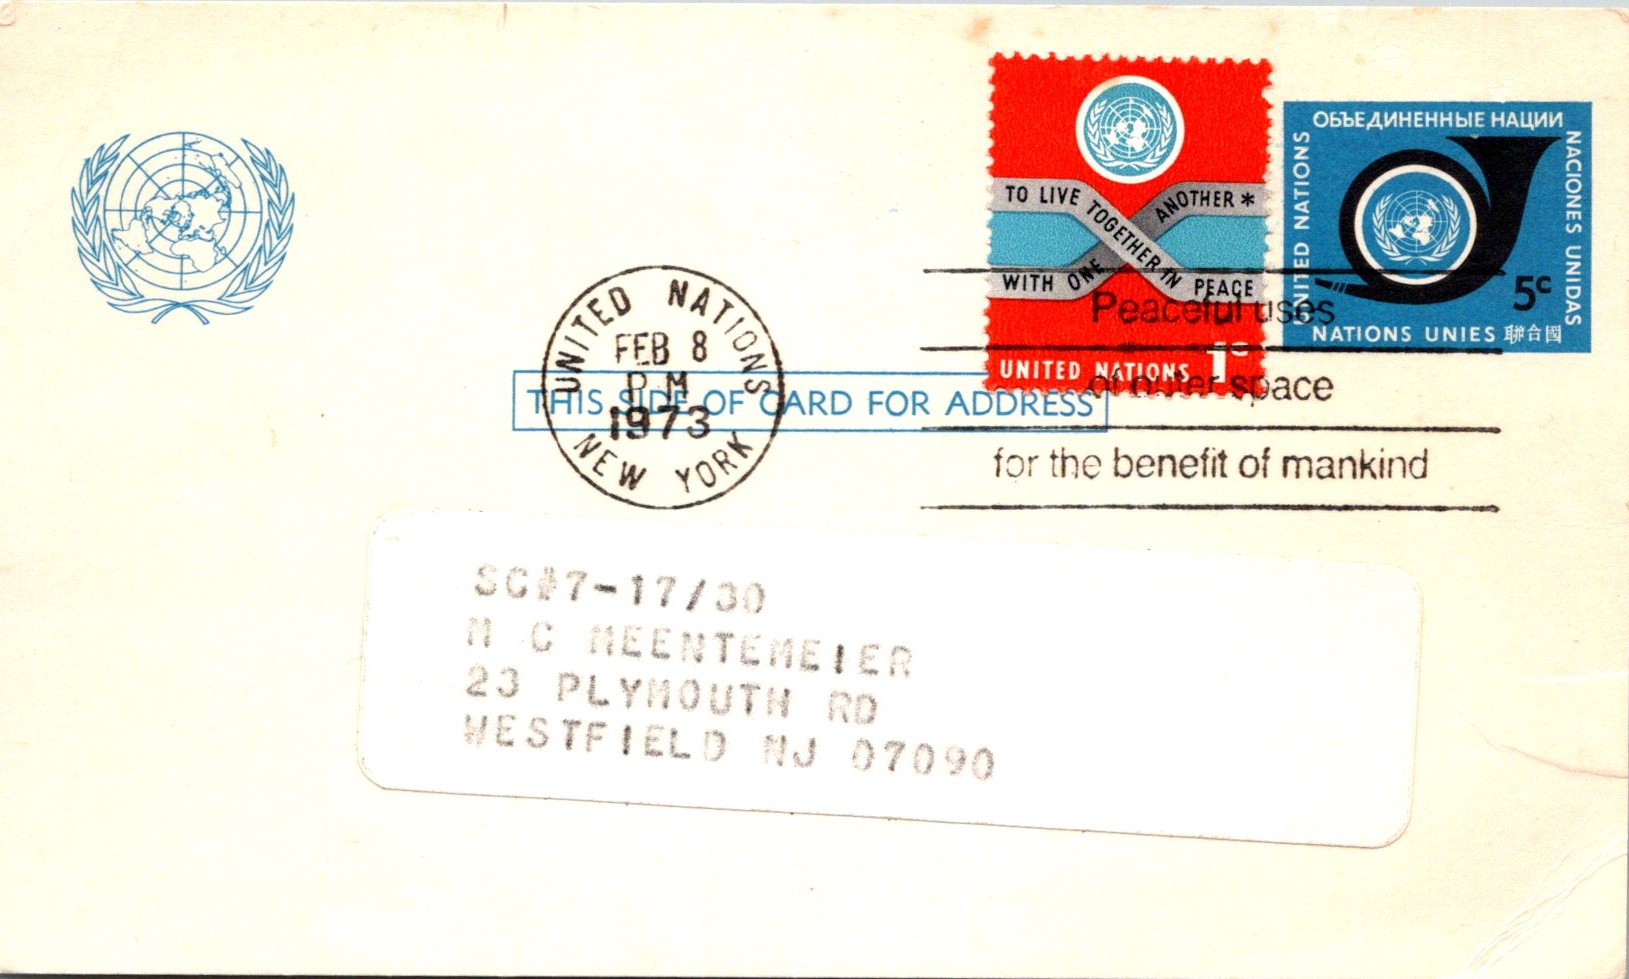 TO LIVE TOGETHER IN PEACE
WITH ONE ANOTHER *
UNITED NATIONS 1c
ОБЪЕДИНЕННЫЕ НАЦИИ
UNITED NATIONS
NACIONES UNIDAS
5c
NATIONS UNIES 聯合國
UNITED NATIONS
FEB 8
PM
1973
NEW YORK
Peaceful uses
of outer space
for the benefit of mankind
THIS SIDE OF CARD FOR ADDRESS
SC#7-17/30
M C MEENTEMEIER
23 PLYMOUTH RD
WESTFIELD NJ 07090